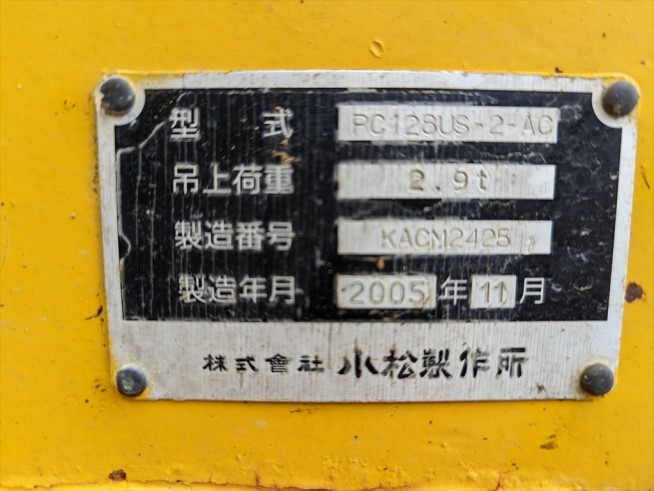 型式 PC128US-2-AC
吊上荷重 2.9t
製造番号 KACM2425
製造年月 2005年11月
株式會社 小松製作所